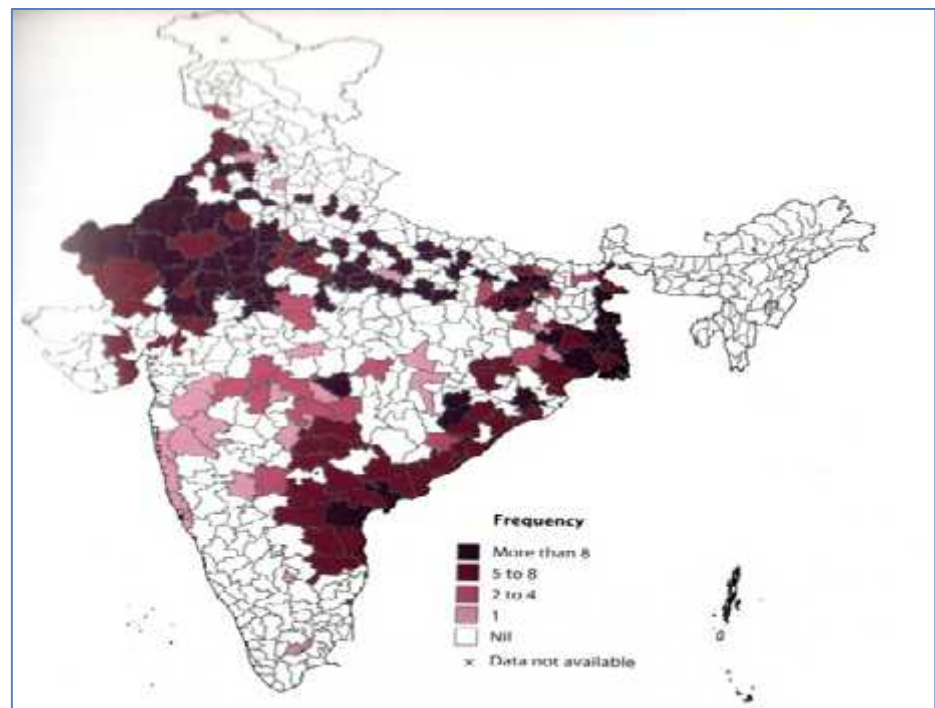 Frequency
More than 8
5 to 8
2 to 4
1
Nil
× Data not available